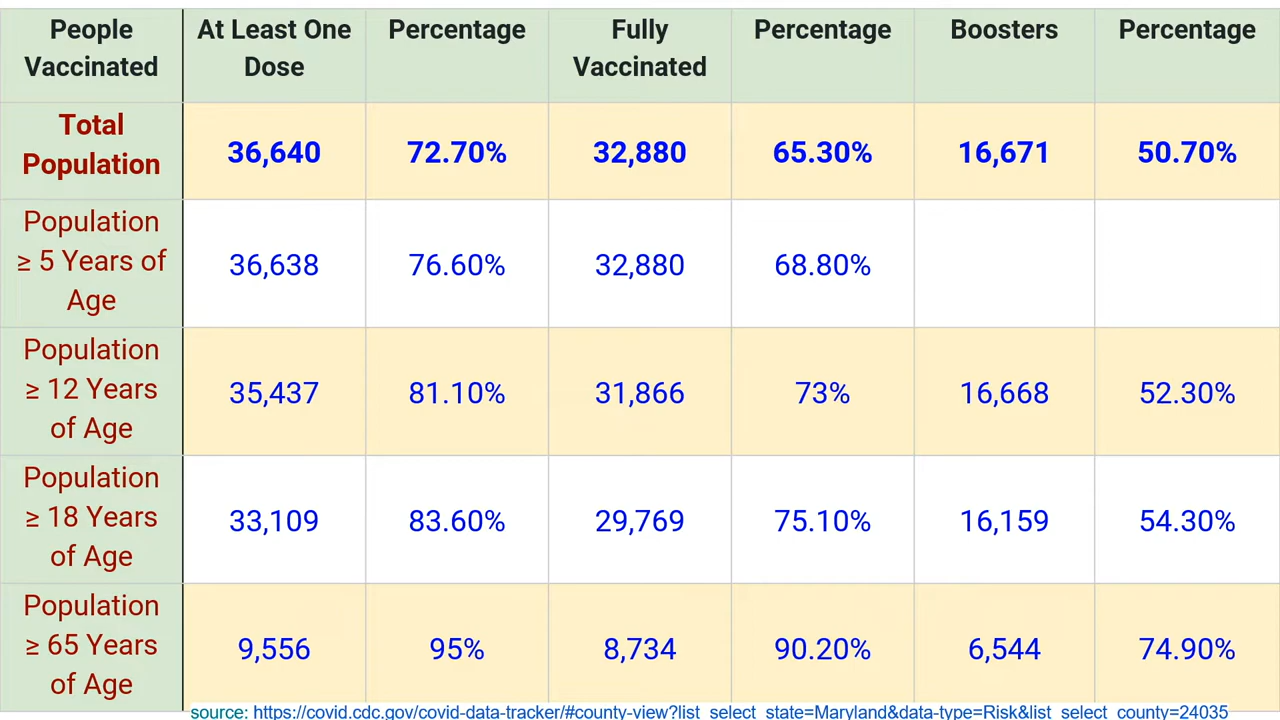 People Vaccinated At Least One Dose Percentage Fully Vaccinated Percentage Boosters Percentage
Total Population 36,640 72.70% 32,880 65.30% 16,671 50.70%
Population ≥ 5 Years of Age 36,638 76.60% 32,880 68.80%
Population ≥ 12 Years of Age 35,437 81.10% 31,866 73% 16,668 52.30%
Population ≥ 18 Years of Age 33,109 83.60% 29,769 75.10% 16,159 54.30%
Population ≥ 65 Years of Age 9,556 95% 8,734 90.20% 6,544 74.90%
source: https://covid.cdc.gov/covid-data-tracker/#county-view?list_select_state=Maryland&data-type=Risk&list_select_county=24035